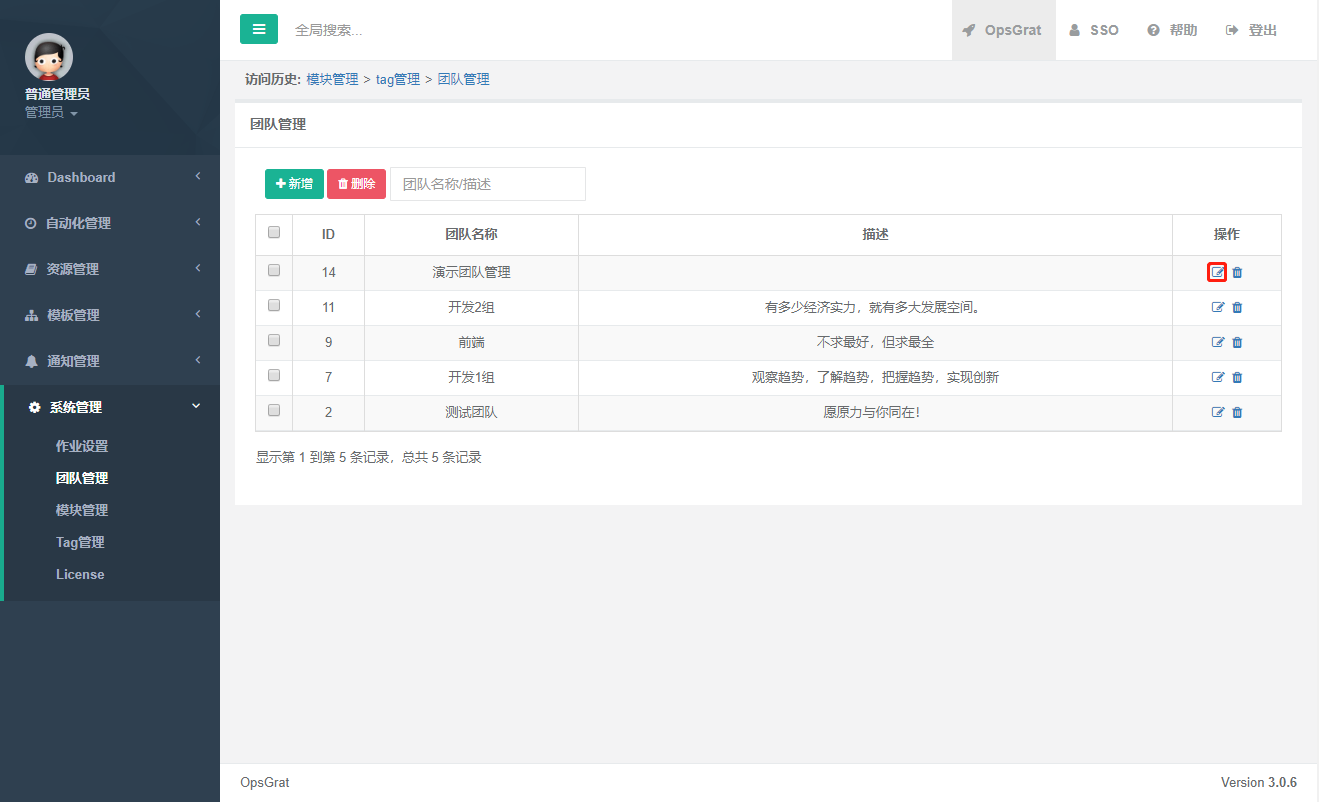 全局搜索...
OpsGrat
SSO
帮助
登出
普通管理员
管理员
Dashboard
自动化管理
资源管理
模板管理
通知管理
系统管理
作业设置
团队管理
模块管理
Tag管理
License
访问历史: 模块管理 > tag管理 > 团队管理
团队管理
新增 删除 团队名称/描述
ID 团队名称 描述 操作
14 演示团队管理
11 开发2组 有多少经济实力，就有多大发展空间。
9 前端 不求最好，但求最全
7 开发1组 观察趋势，了解趋势，把握趋势，实现创新
2 测试团队 愿原力与你同在！
显示第 1 到第 5 条记录，总共 5 条记录
OpsGrat
Version 3.0.6